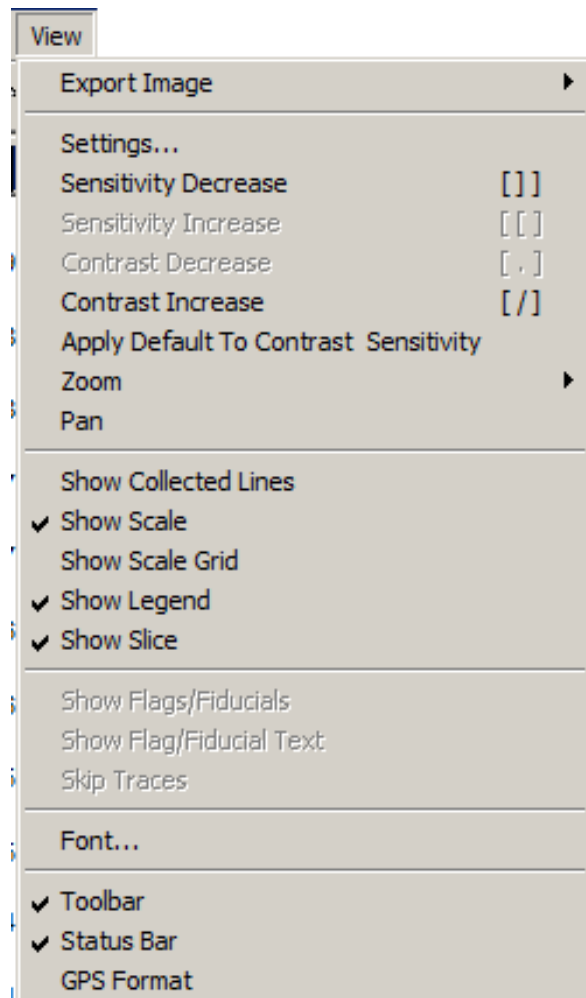 View
Export Image
Settings...
Sensitivity Decrease [ ] ]
Sensitivity Increase [ [ ]
Contrast Decrease [ . ]
Contrast Increase [ / ]
Apply Default To Contrast  Sensitivity
Zoom
Pan
Show Collected Lines
Show Scale
Show Scale Grid
Show Legend
Show Slice
Show Flags/Fiducials
Show Flag/Fiducial Text
Skip Traces
Font...
Toolbar
Status Bar
GPS Format